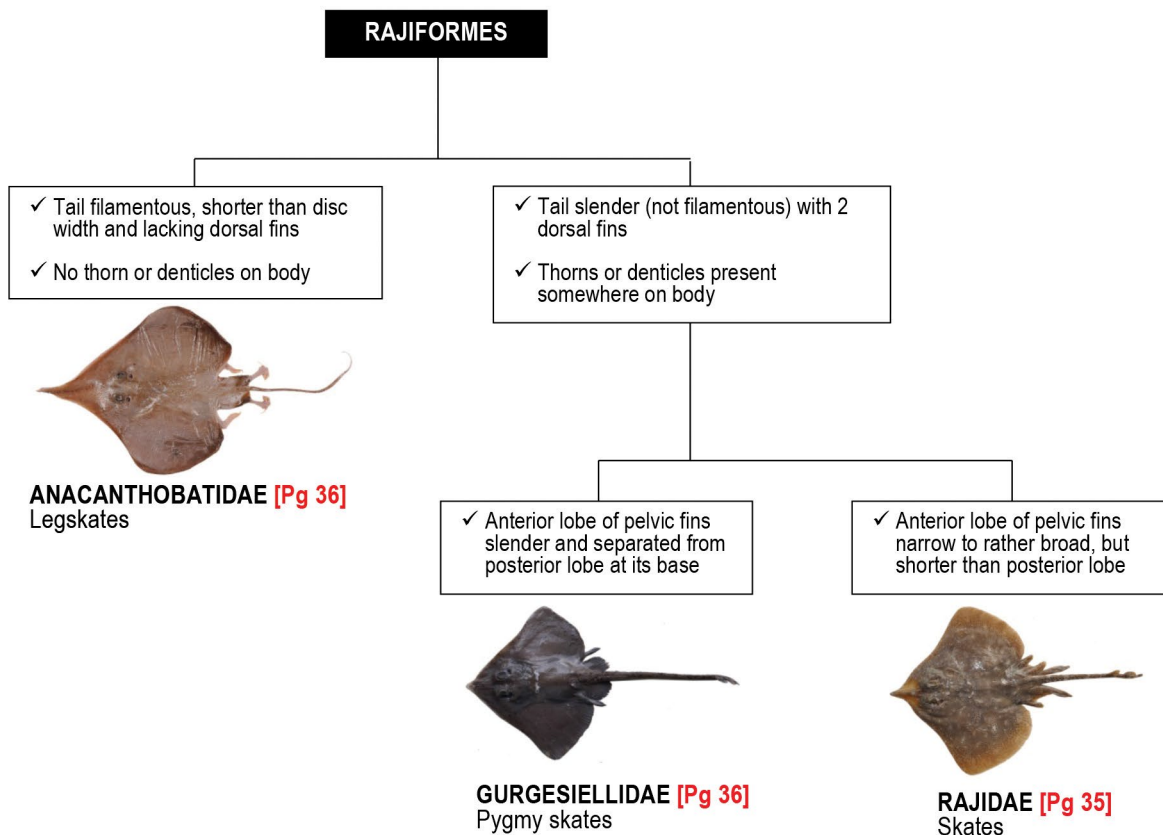 RAJIFORMES
✓ Tail filamentous, shorter than disc
width and lacking dorsal fins
✓ No thorn or denticles on body
✓ Tail slender (not filamentous) with 2
dorsal fins
✓ Thorns or denticles present
somewhere on body
ANACANTHOBATIDAE [Pg 36]
Legskates
✓ Anterior lobe of pelvic fins
slender and separated from
posterior lobe at its base
✓ Anterior lobe of pelvic fins
narrow to rather broad, but
shorter than posterior lobe
GURGESIELLIDAE [Pg 36]
Pygmy skates
RAJIDAE [Pg 35]
Skates